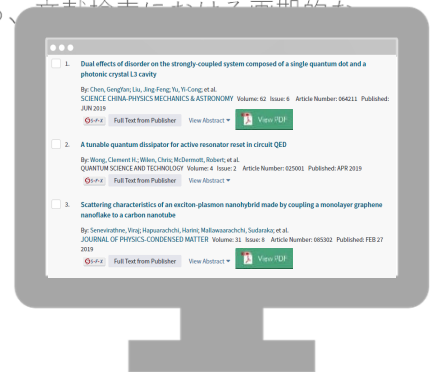 文献検索における画期的な
1. Dual effects of disorder on the strongly-coupled system composed of a single quantum dot and a
photonic crystal L3 cavity
By: Chen, GengYan; Liu, Jing-Feng; Yu, Yi-Cong; et al.
SCIENCE CHINA-PHYSICS MECHANICS & ASTRONOMY Volume: 62 Issue: 6 Article Number: 064211 Published:
JUN 2019
S·F·X Full Text from Publisher View Abstract View PDF
2. A tunable quantum dissipator for active resonator reset in circuit QED
By: Wong, Clement H.; Wilen, Chris; McDermott, Robert; et al.
QUANTUM SCIENCE AND TECHNOLOGY Volume: 4 Issue: 2 Article Number: 025001 Published: APR 2019
S·F·X Full Text from Publisher View Abstract
3. Scattering characteristics of an exciton-plasmon nanohybrid made by coupling a monolayer graphene
nanoflake to a carbon nanotube
By: Senevirathne, Viraj; Hapuarachchi, Harini; Mallawaarachchi, Sudaraka; et al.
JOURNAL OF PHYSICS-CONDENSED MATTER Volume: 31 Issue: 8 Article Number: 085302 Published: FEB 27
2019
S·F·X Full Text from Publisher View Abstract View PDF